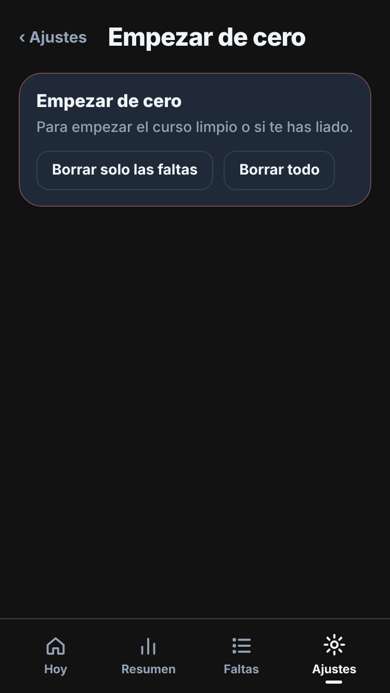 ‹ Ajustes Empezar de cero
Empezar de cero
Para empezar el curso limpio o si te has liado.
Borrar solo las faltas Borrar todo
Hoy Resumen Faltas Ajustes